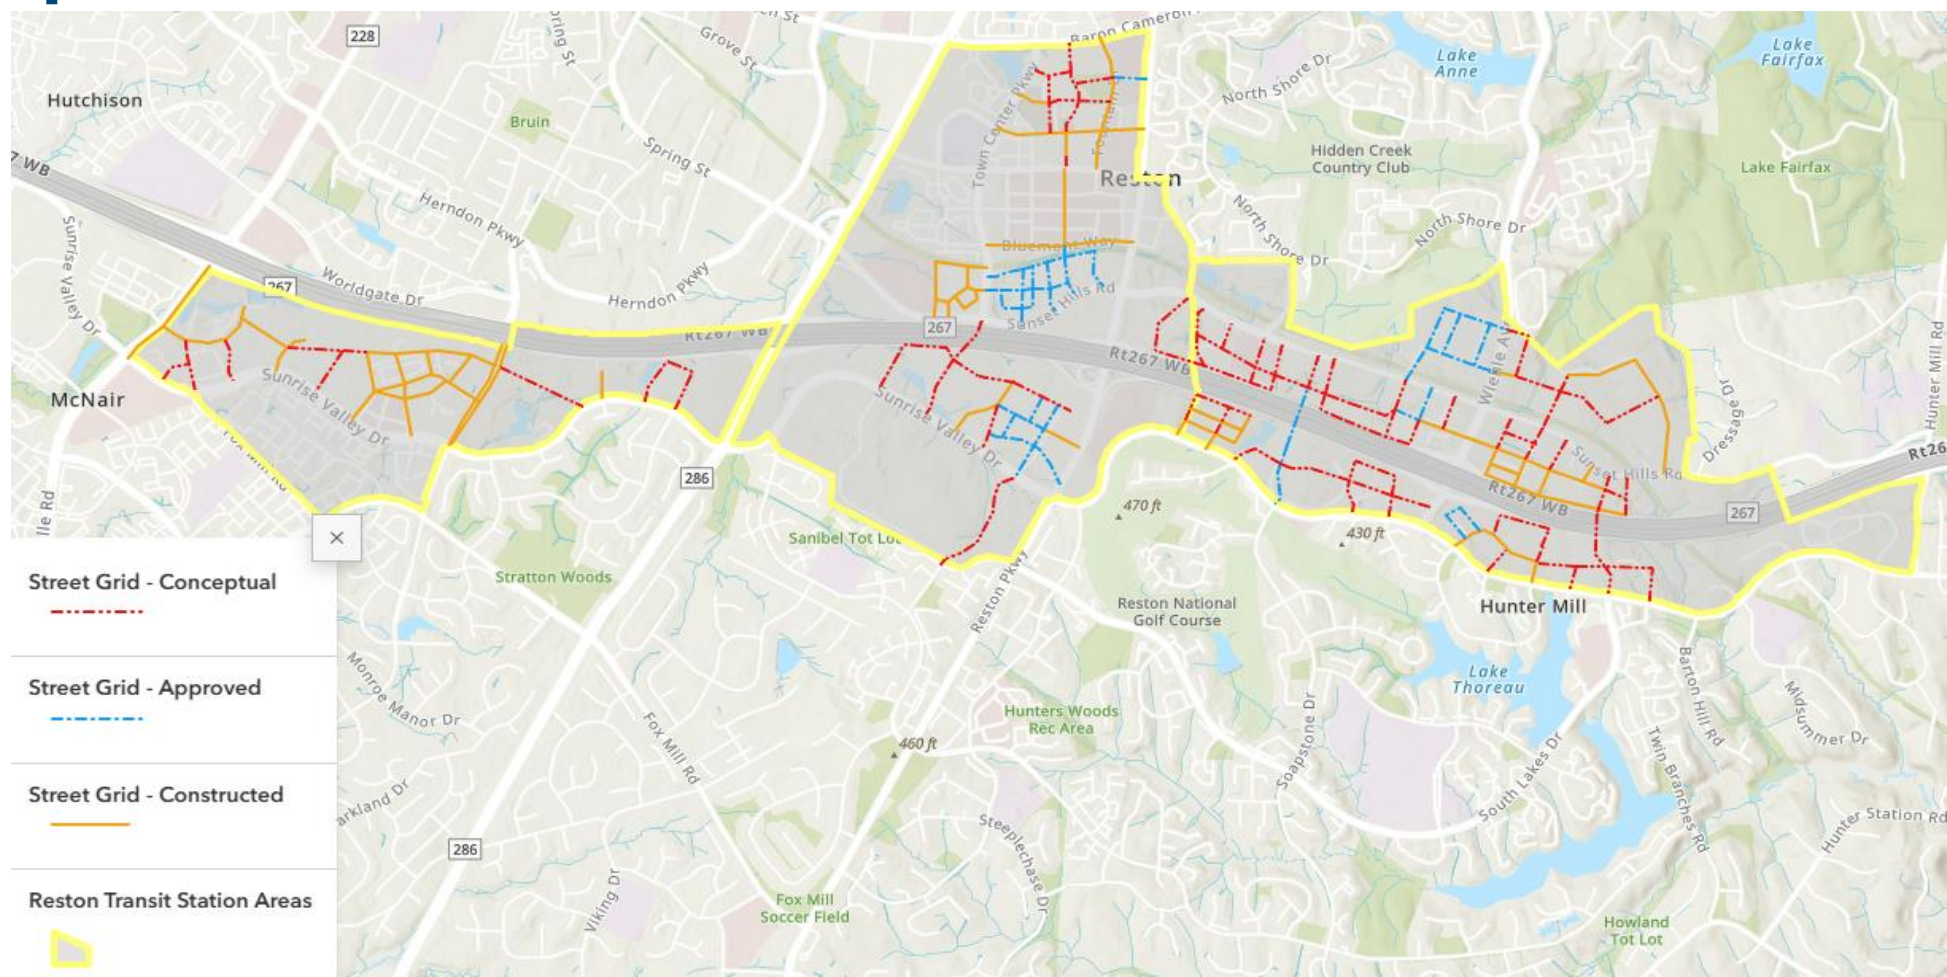 228
Hutchison
Bruin
Grove St
Spring St
Herndon Pkwy
Herndon Pkwy
Worldgate Dr
7 WB
267
Sunrise Valley Dr
McNair
Sunrise Valley Dr
Rt267 WB
Baron Cameron
Town Center Pkwy
Reston
Bluemont Way
Sunset Hills Rd
267
Rt267 WB
Sunrise Valley Dr
North Shore Dr
Lake
Anne
Lake
Fairfax
Hidden Creek
Country Club
Lake Fairfax
North Shore Dr
North Shore Dr
Dressage Dr
Hunter Mill Rd
Rt26
Sunset Hills Rd
Rt267 WB
267
286
470 ft
430 ft
Sanibel Tot Lot
Stratton Woods
Reston Pkwy
Reston National
Golf Course
Hunter Mill
Lake
Thoreau
Barton Hill Rd
Midsummer Dr
Twin Branches Rd
Hunter Station Rd
Soapstone Dr
South Lakes Dr
Hunters Woods
Rec Area
460 ft
Monroe Manor Dr
Fox Mill Rd
Steeplechase Dr
Viking Dr
286
Fox Mill
Soccer Field
Howland
Tot Lot
arkland Dr
lle Rd
×
Street Grid - Conceptual
Street Grid - Approved
Street Grid - Constructed
Reston Transit Station Areas